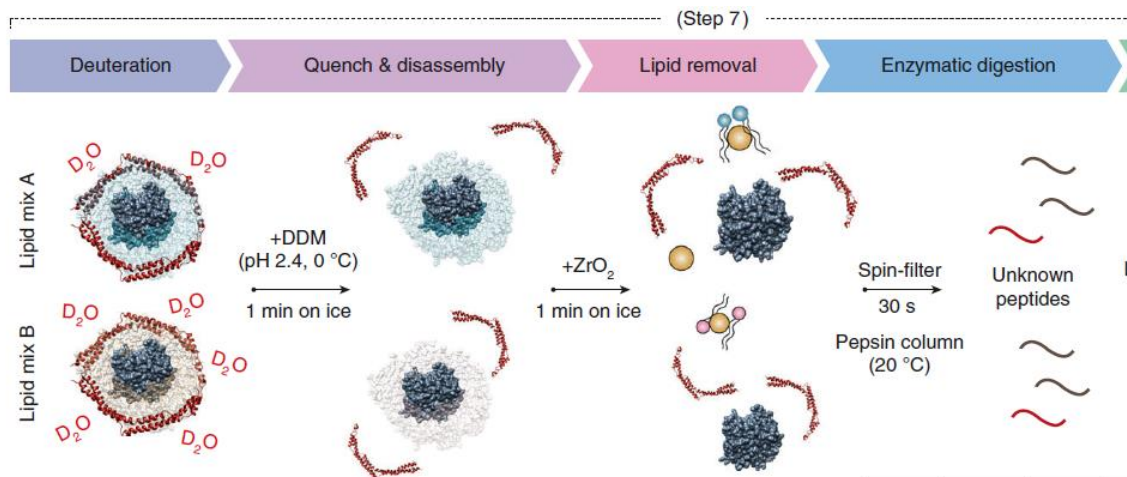 (Step 7)
Deuteration
Quench & disassembly
Lipid removal
Enzymatic digestion
Lipid mix A
D₂O
D₂O
+DDM
(pH 2.4, 0 °C)
1 min on ice
+ZrO₂
1 min on ice
Spin-filter
30 s
Pepsin column
(20 °C)
Unknown
peptides
Lipid mix B
D₂O
D₂O
D₂O
D₂O
D₂O